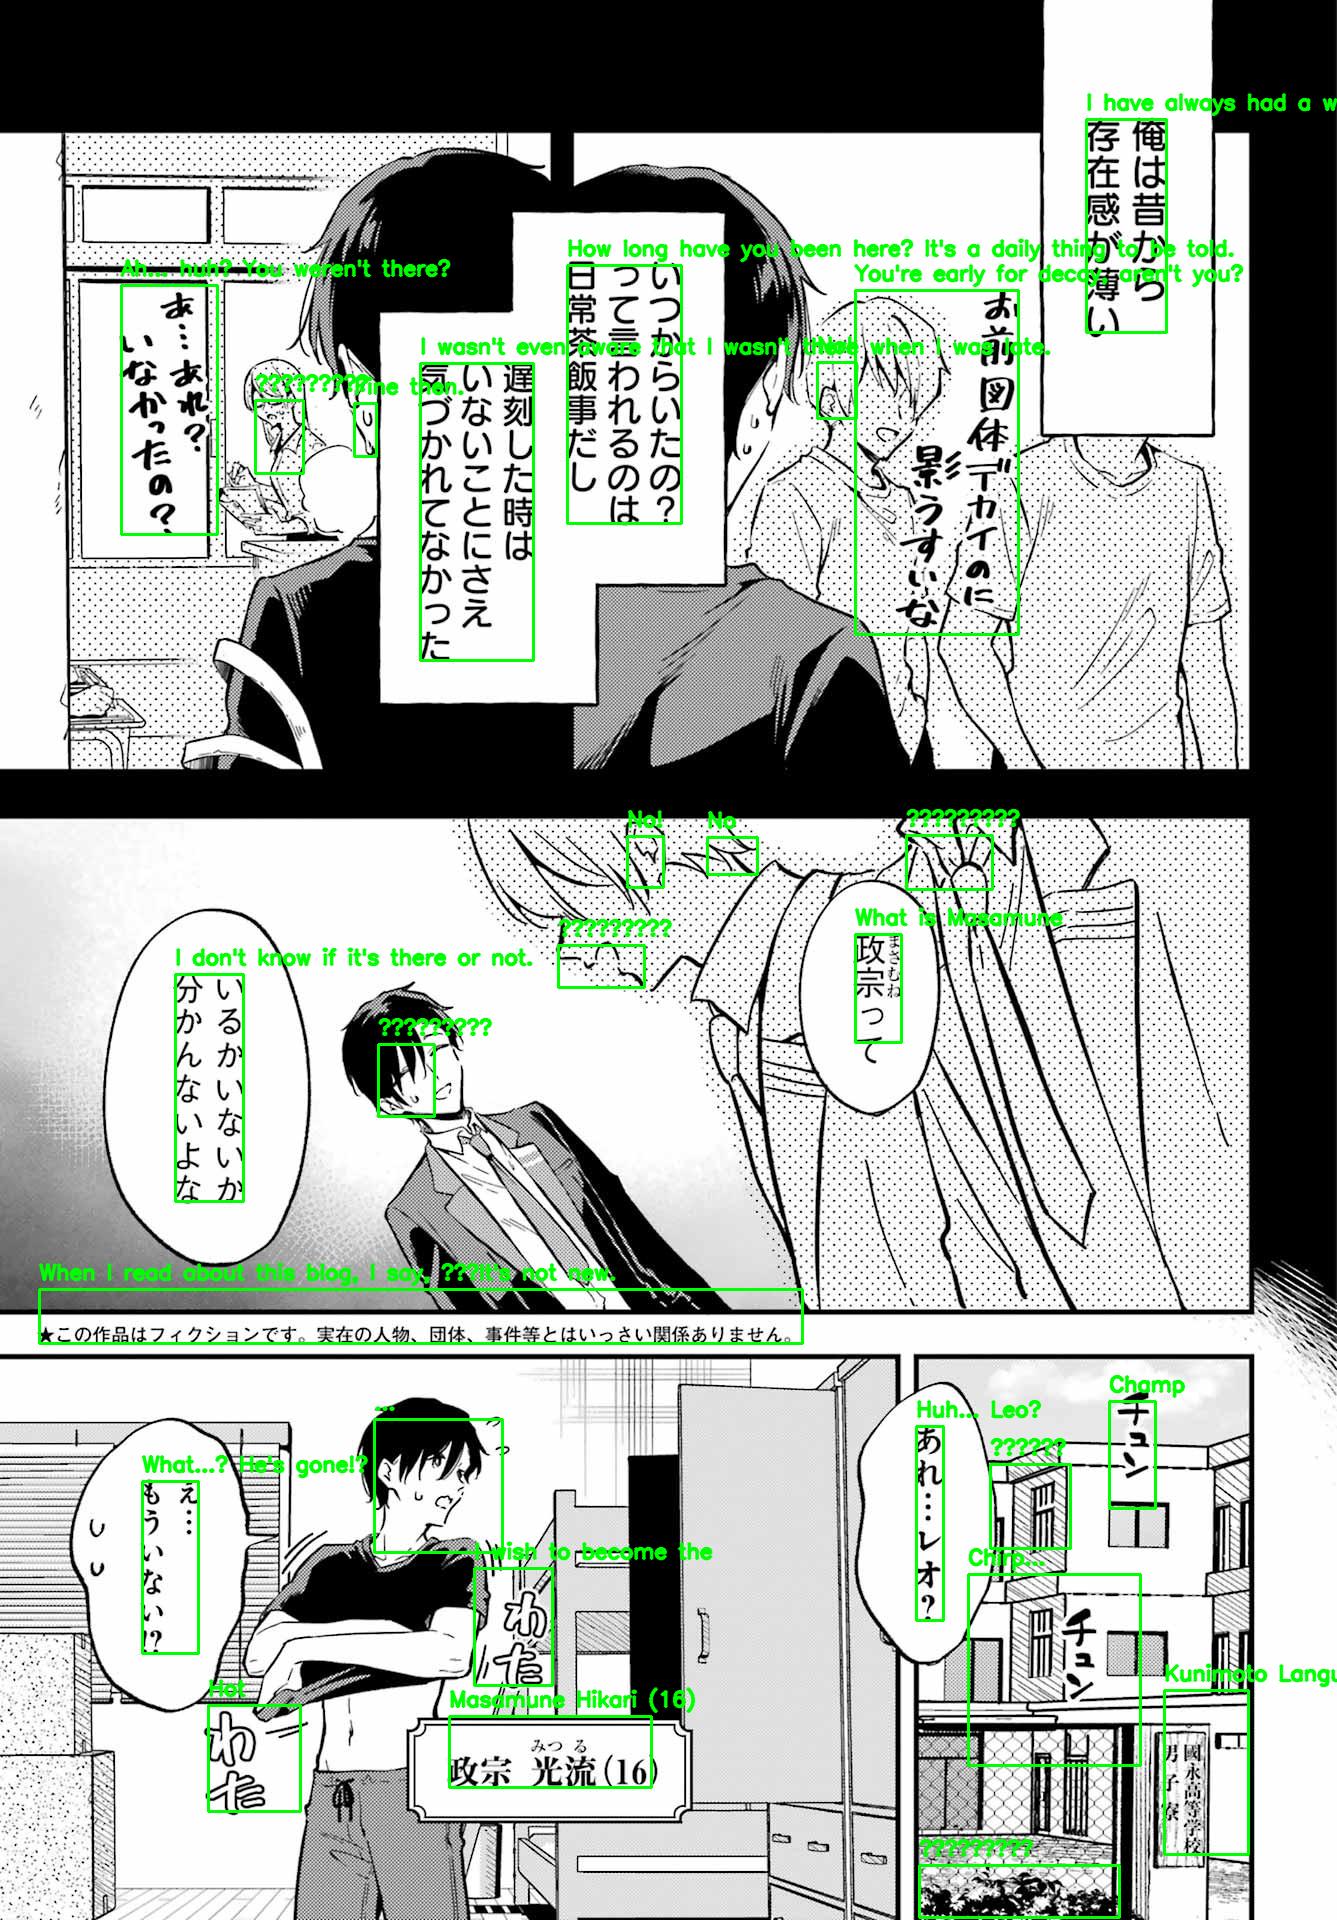 I have always had a w
俺は昔から
存在感が薄い
You're early for decay, aren't you?
お前図体デカイのに
影うすいな
No!
How long have you been here? It's a daily thing to be told.
いつからいたの?
って言われるのは
日常茶飯事だし
I wasn't even aware that I wasn't there when I was late.
遅刻した時は
いないことにさえ
気づかれてなかった
Fine then.
?????????
Ah... huh? You weren't there?
あ…あれ?
いなかったの?
?????????
No
No!
?????????
What is Masamune
政宗って
まさむね
?????????
I don't know if it's there or not.
いるかいないか
分かんないよな
When I read about this blog, I say, ???It's not new.
★この作品はフィクションです。実在の人物、団体、事件等とはいっさい関係ありません。
Champ
チュン
Huh... Leo?
あれ…レオ?
??????
Chirp...
チュン
Kunimoto Langu
國永高等学校
男子寮
?????????
...
What...? He's gone!?
え…
もういない!?
I wish to become the
わた
Hot
わた
Masamune Hikari (16)
みつる
政宗 光流(16)